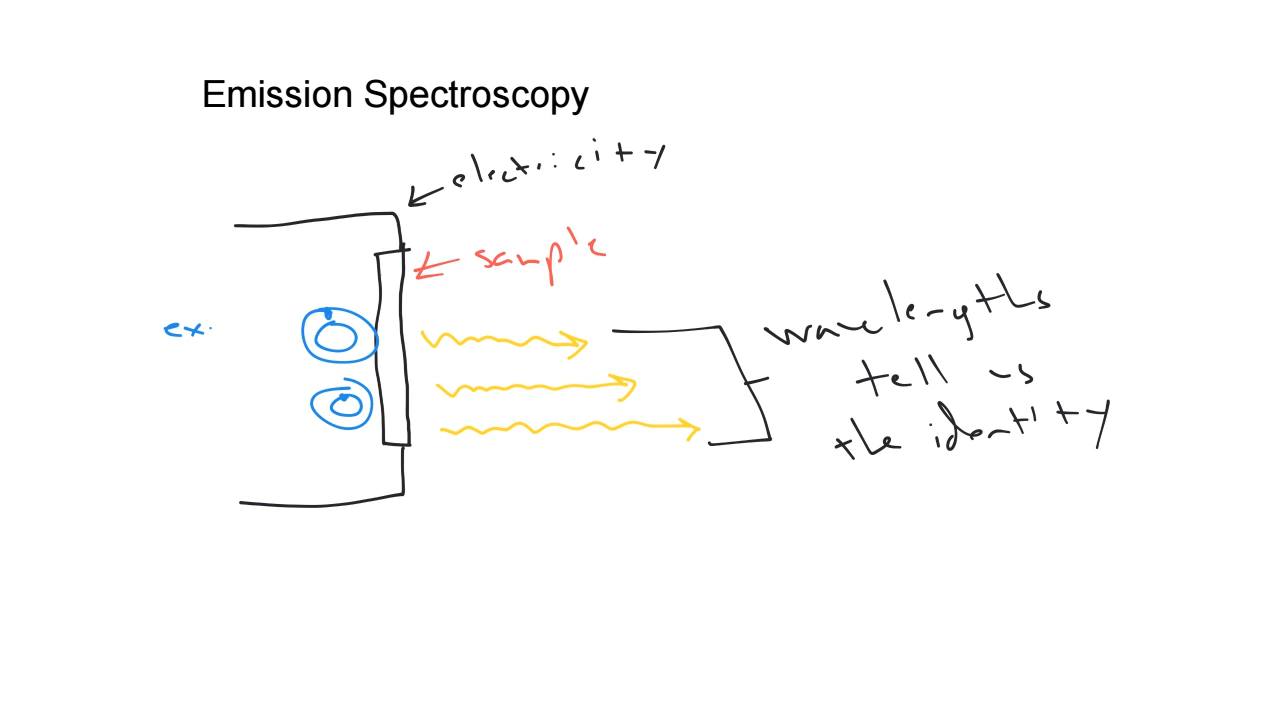 Emission Spectroscopy
electricity
sample
ex.
wavelengths
tell us
the identity